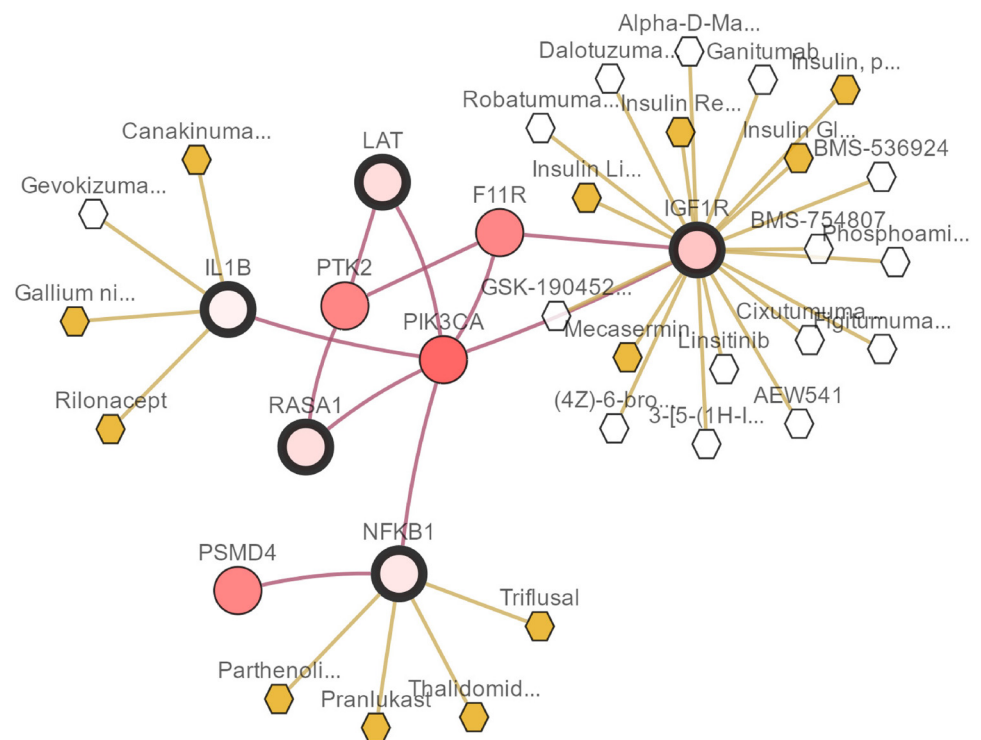 Alpha-D-Ma...
Dalotuzuma...
Ganitumab
Insulin, p...
Robatumuma...
Insulin Re...
Canakinuma...
LAT
Insulin Gl...
BMS-536924
Gevokizuma...
Insulin Li...
F11R
IGF1R
BMS-754807
Phosphoami...
IL1B
PTK2
GSK-190452...
Gallium ni...
PIK3CA
Mecasermin
Cixutumuma...
Figitumuma...
Linsitinib
Rilonacept
RASA1
(4Z)-6-bro...
3-[5-(1H-I...
AEW541
NFKB1
PSMD4
Triflusal
Parthenoli...
Pranlukast
Thalidomid...